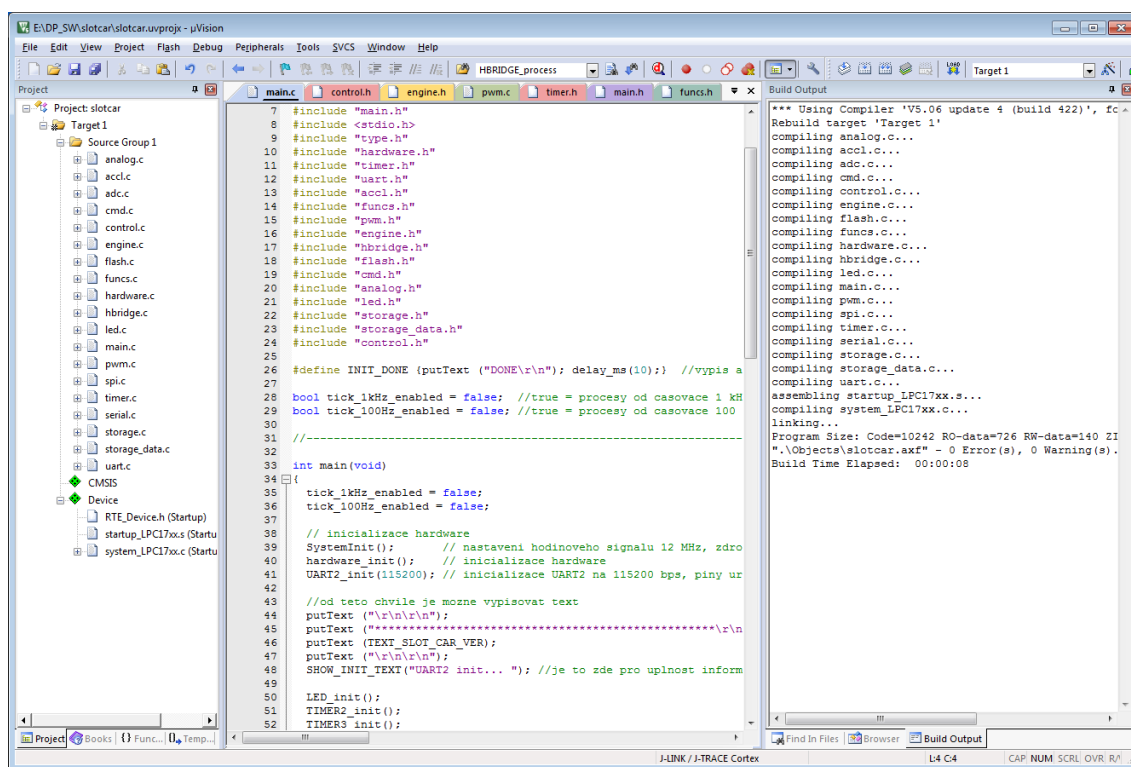 E:\DP_SW\slotcar\slotcar.uvprojx - µVision
File Edit View Project Flash Debug Peripherals Tools SVCS Window Help
HBRIDGE_process
LOAD
Target 1
Project
Project: slotcar
Target 1
Source Group 1
analog.c
accl.c
adc.c
cmd.c
control.c
engine.c
flash.c
funcs.c
hardware.c
hbridge.c
led.c
main.c
pwm.c
spi.c
timer.c
serial.c
storage.c
storage_data.c
uart.c
CMSIS
Device
RTE_Device.h (Startup)
startup_LPC17xx.s (Startu
system_LPC17xx.c (Startu
Project Books {} Func... 0 Temp...
main.c control.h engine.h pwm.c timer.h main.h funcs.h
7 #include "main.h"
8 #include <stdio.h>
9 #include "type.h"
10 #include "hardware.h"
11 #include "timer.h"
12 #include "uart.h"
13 #include "accl.h"
14 #include "funcs.h"
15 #include "pwm.h"
16 #include "engine.h"
17 #include "hbridge.h"
18 #include "flash.h"
19 #include "cmd.h"
20 #include "analog.h"
21 #include "led.h"
22 #include "storage.h"
23 #include "storage_data.h"
24 #include "control.h"
25
26 #define INIT_DONE {putText ("DONE\r\n"); delay_ms(10);} //vypis a
27
28 bool tick_1kHz_enabled = false; //true = procesy od casovace 1 kH
29 bool tick_100Hz_enabled = false; //true = procesy od casovace 100
30
31 //----------------------------------------------------------------
32
33 int main(void)
34 {
35 tick_1kHz_enabled = false;
36 tick_100Hz_enabled = false;
37
38 // inicializace hardware
39 SystemInit(); // nastaveni hodinoveho signalu 12 MHz, zdro
40 hardware_init(); // inicializace hardware
41 UART2_init(115200); // inicializace UART2 na 115200 bps, piny ur
42
43 //od teto chvile je mozne vypisovat text
44 putText ("\r\n\r\n");
45 putText ("**************************************************\r\n
46 putText (TEXT_SLOT_CAR_VER);
47 putText ("\r\n\r\n");
48 SHOW_INIT_TEXT("UART2 init... "); //je to zde pro uplnost inform
49
50 LED_init();
51 TIMER2_init();
52 TIMER3_init();
Build Output
*** Using Compiler 'V5.06 update 4 (build 422)', fo
Rebuild target 'Target 1'
compiling analog.c...
compiling accl.c...
compiling adc.c...
compiling cmd.c...
compiling control.c...
compiling engine.c...
compiling flash.c...
compiling funcs.c...
compiling hardware.c...
compiling hbridge.c...
compiling led.c...
compiling main.c...
compiling pwm.c...
compiling spi.c...
compiling timer.c...
compiling serial.c...
compiling storage.c...
compiling storage_data.c...
compiling uart.c...
assembling startup_LPC17xx.s...
compiling system_LPC17xx.c...
linking...
Program Size: Code=10242 RO-data=726 RW-data=140 ZI
".\Objects\slotcar.axf" - 0 Error(s), 0 Warning(s).
Build Time Elapsed: 00:00:08
Find In Files Browser Build Output
J-LINK / J-TRACE Cortex L:4 C:4 CAP NUM SCRL OVR R/